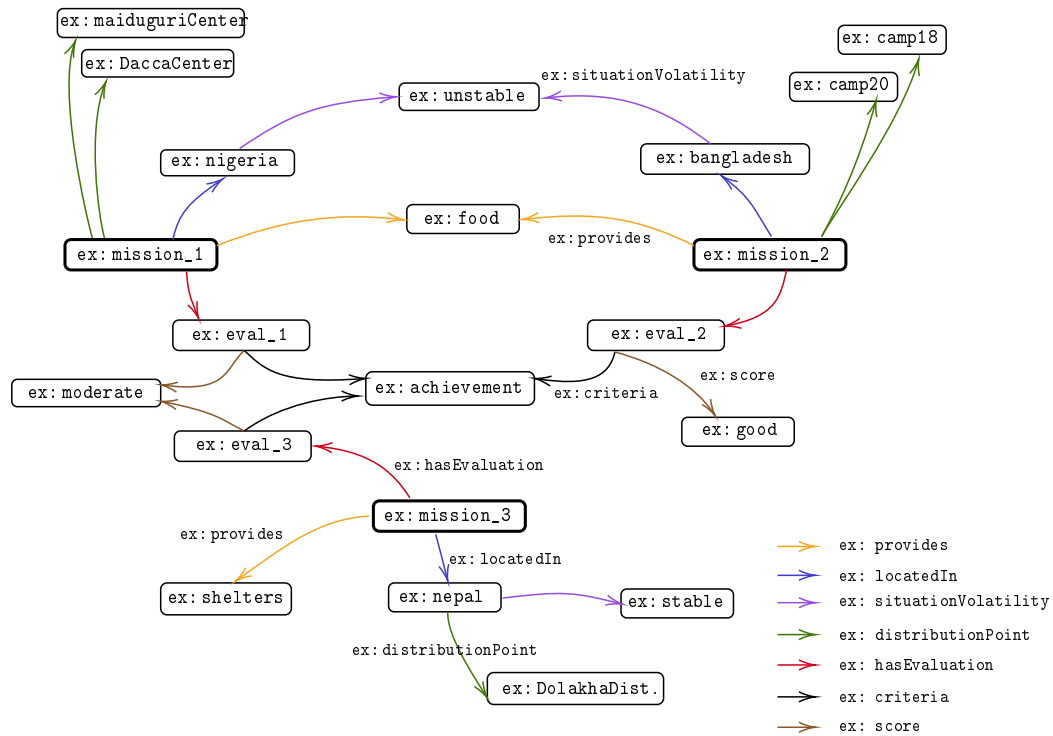 ex:maiduguriCenter
ex:camp18
ex:DaccaCenter
ex:situationVolatility
ex:camp20
ex:unstable
ex:nigeria
ex:bangladesh
ex:food
ex:provides
ex:mission_1
ex:mission_2
ex:eval_1
ex:eval_2
ex:score
ex:moderate
ex:achievement
ex:criteria
ex:good
ex:eval_3
ex:hasEvaluation
ex:mission_3
ex:provides
ex:locatedIn
ex:shelters
ex:nepal
ex:stable
ex:distributionPoint
ex:DolakhaDist.
ex: provides
ex: locatedIn
ex: situationVolatility
ex: distributionPoint
ex: hasEvaluation
ex: criteria
ex: score